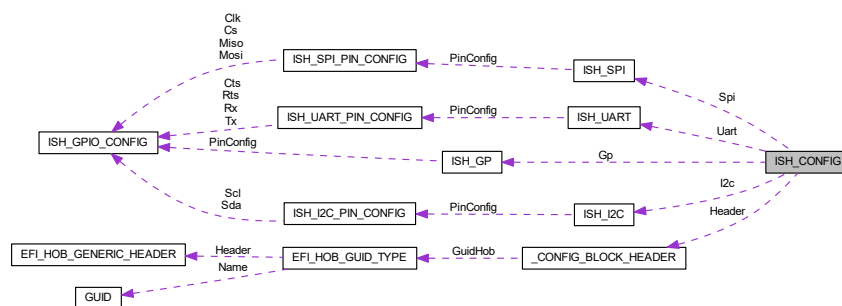 Clk
Cs
Miso
Mosi
ISH_SPI_PIN_CONFIG
PinConfig
ISH_SPI
Spi
Cts
Rts
Rx
Tx
ISH_UART_PIN_CONFIG
PinConfig
ISH_UART
Uart
ISH_GPIO_CONFIG
PinConfig
ISH_GP
Gp
ISH_CONFIG
Scl
Sda
ISH_I2C_PIN_CONFIG
PinConfig
ISH_I2C
I2c
Header
EFI_HOB_GENERIC_HEADER
Header
EFI_HOB_GUID_TYPE
GuidHob
_CONFIG_BLOCK_HEADER
Name
GUID